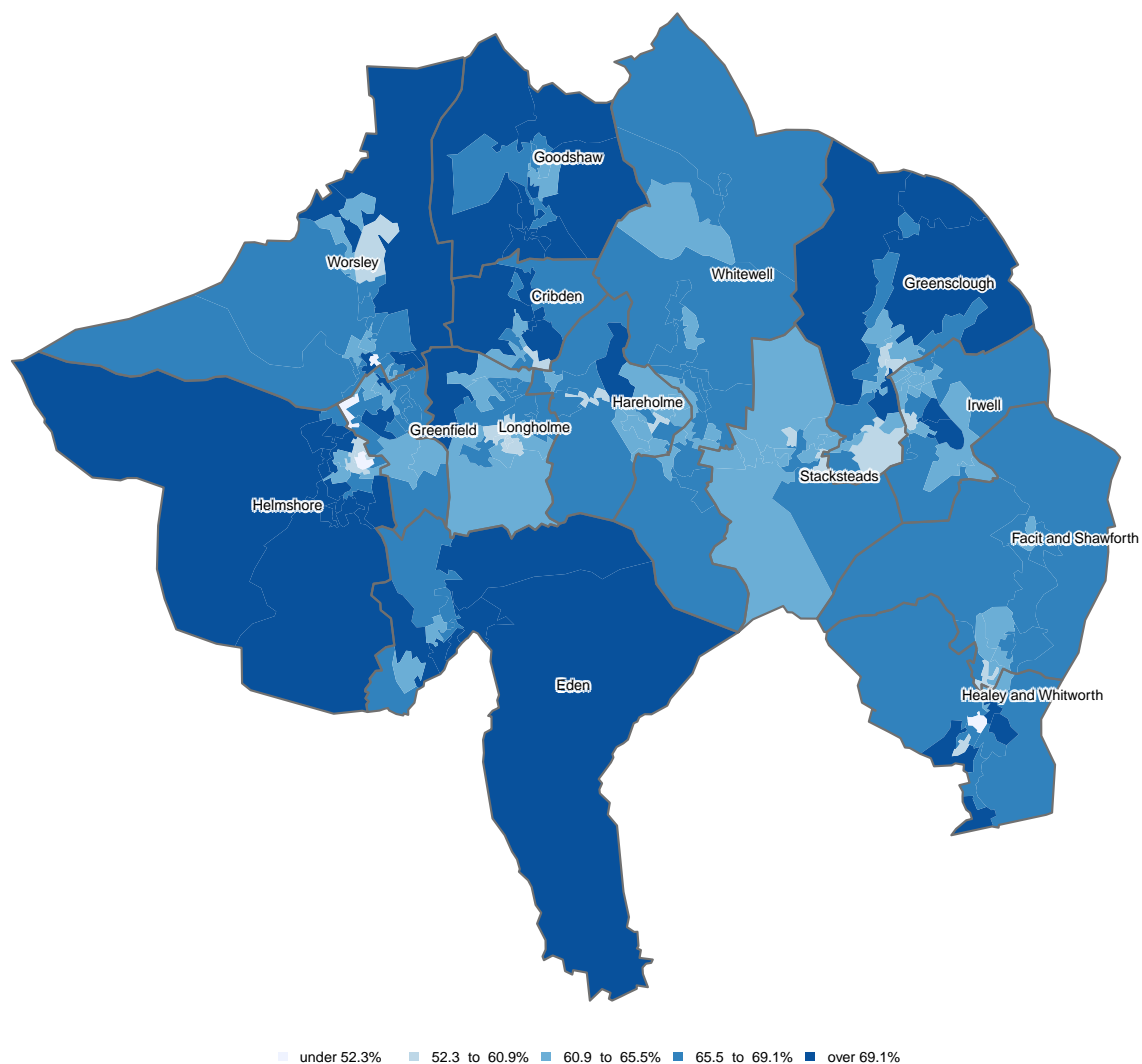 Goodshaw
Worsley
Whitewell
Greensclough
Cribden
Hareholme
Irwell
Greenfield
Longholme
Stacksteads
Helmshore
Facit and Shawforth
Eden
Healey and Whitworth
under 52.3% 52.3 to 60.9% 60.9 to 65.5% 65.5 to 69.1% over 69.1%